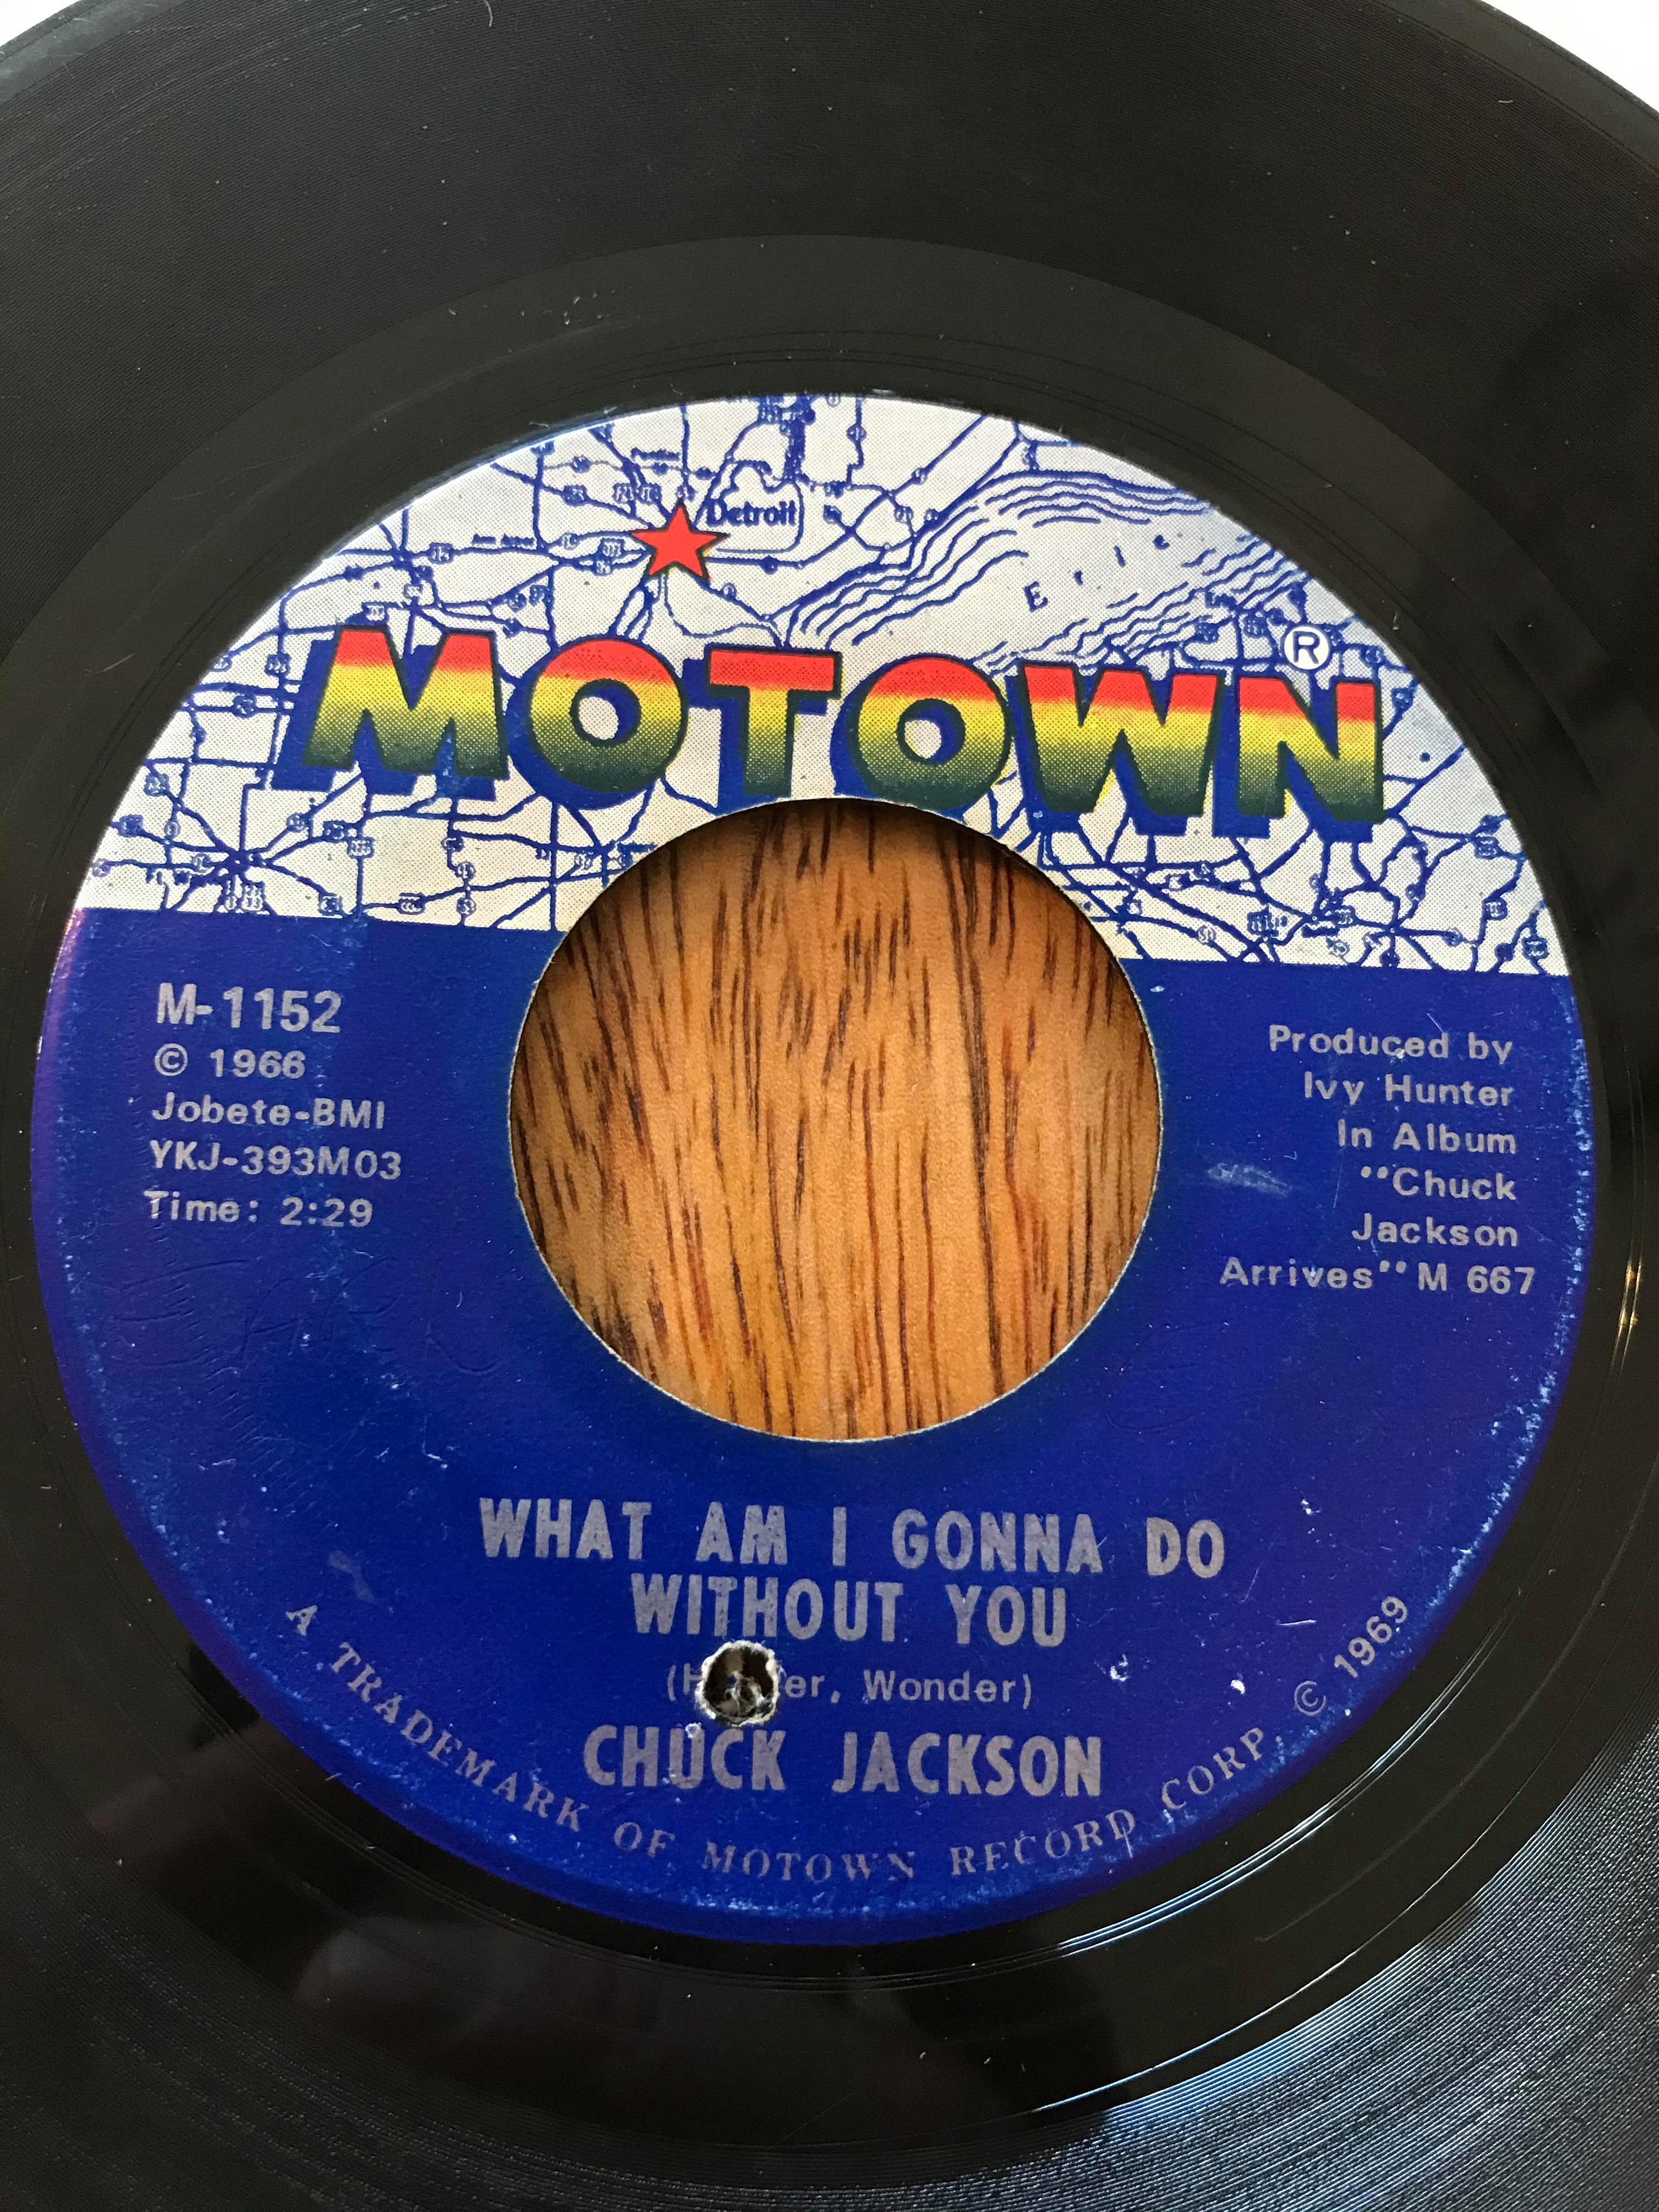 Detroit
Erie
MOTOWN®
M-1152
© 1966
Jobete-BMI
YKJ-393M03
Time: 2:29
Produced by
Ivy Hunter
In Album
"Chuck
Jackson
Arrives" M 667
WHAT AM I GONNA DO
WITHOUT YOU
Wonder)
CHUCK JACKSON
A TRADEMARK OF MOTOWN RECORD CORP. © 1969